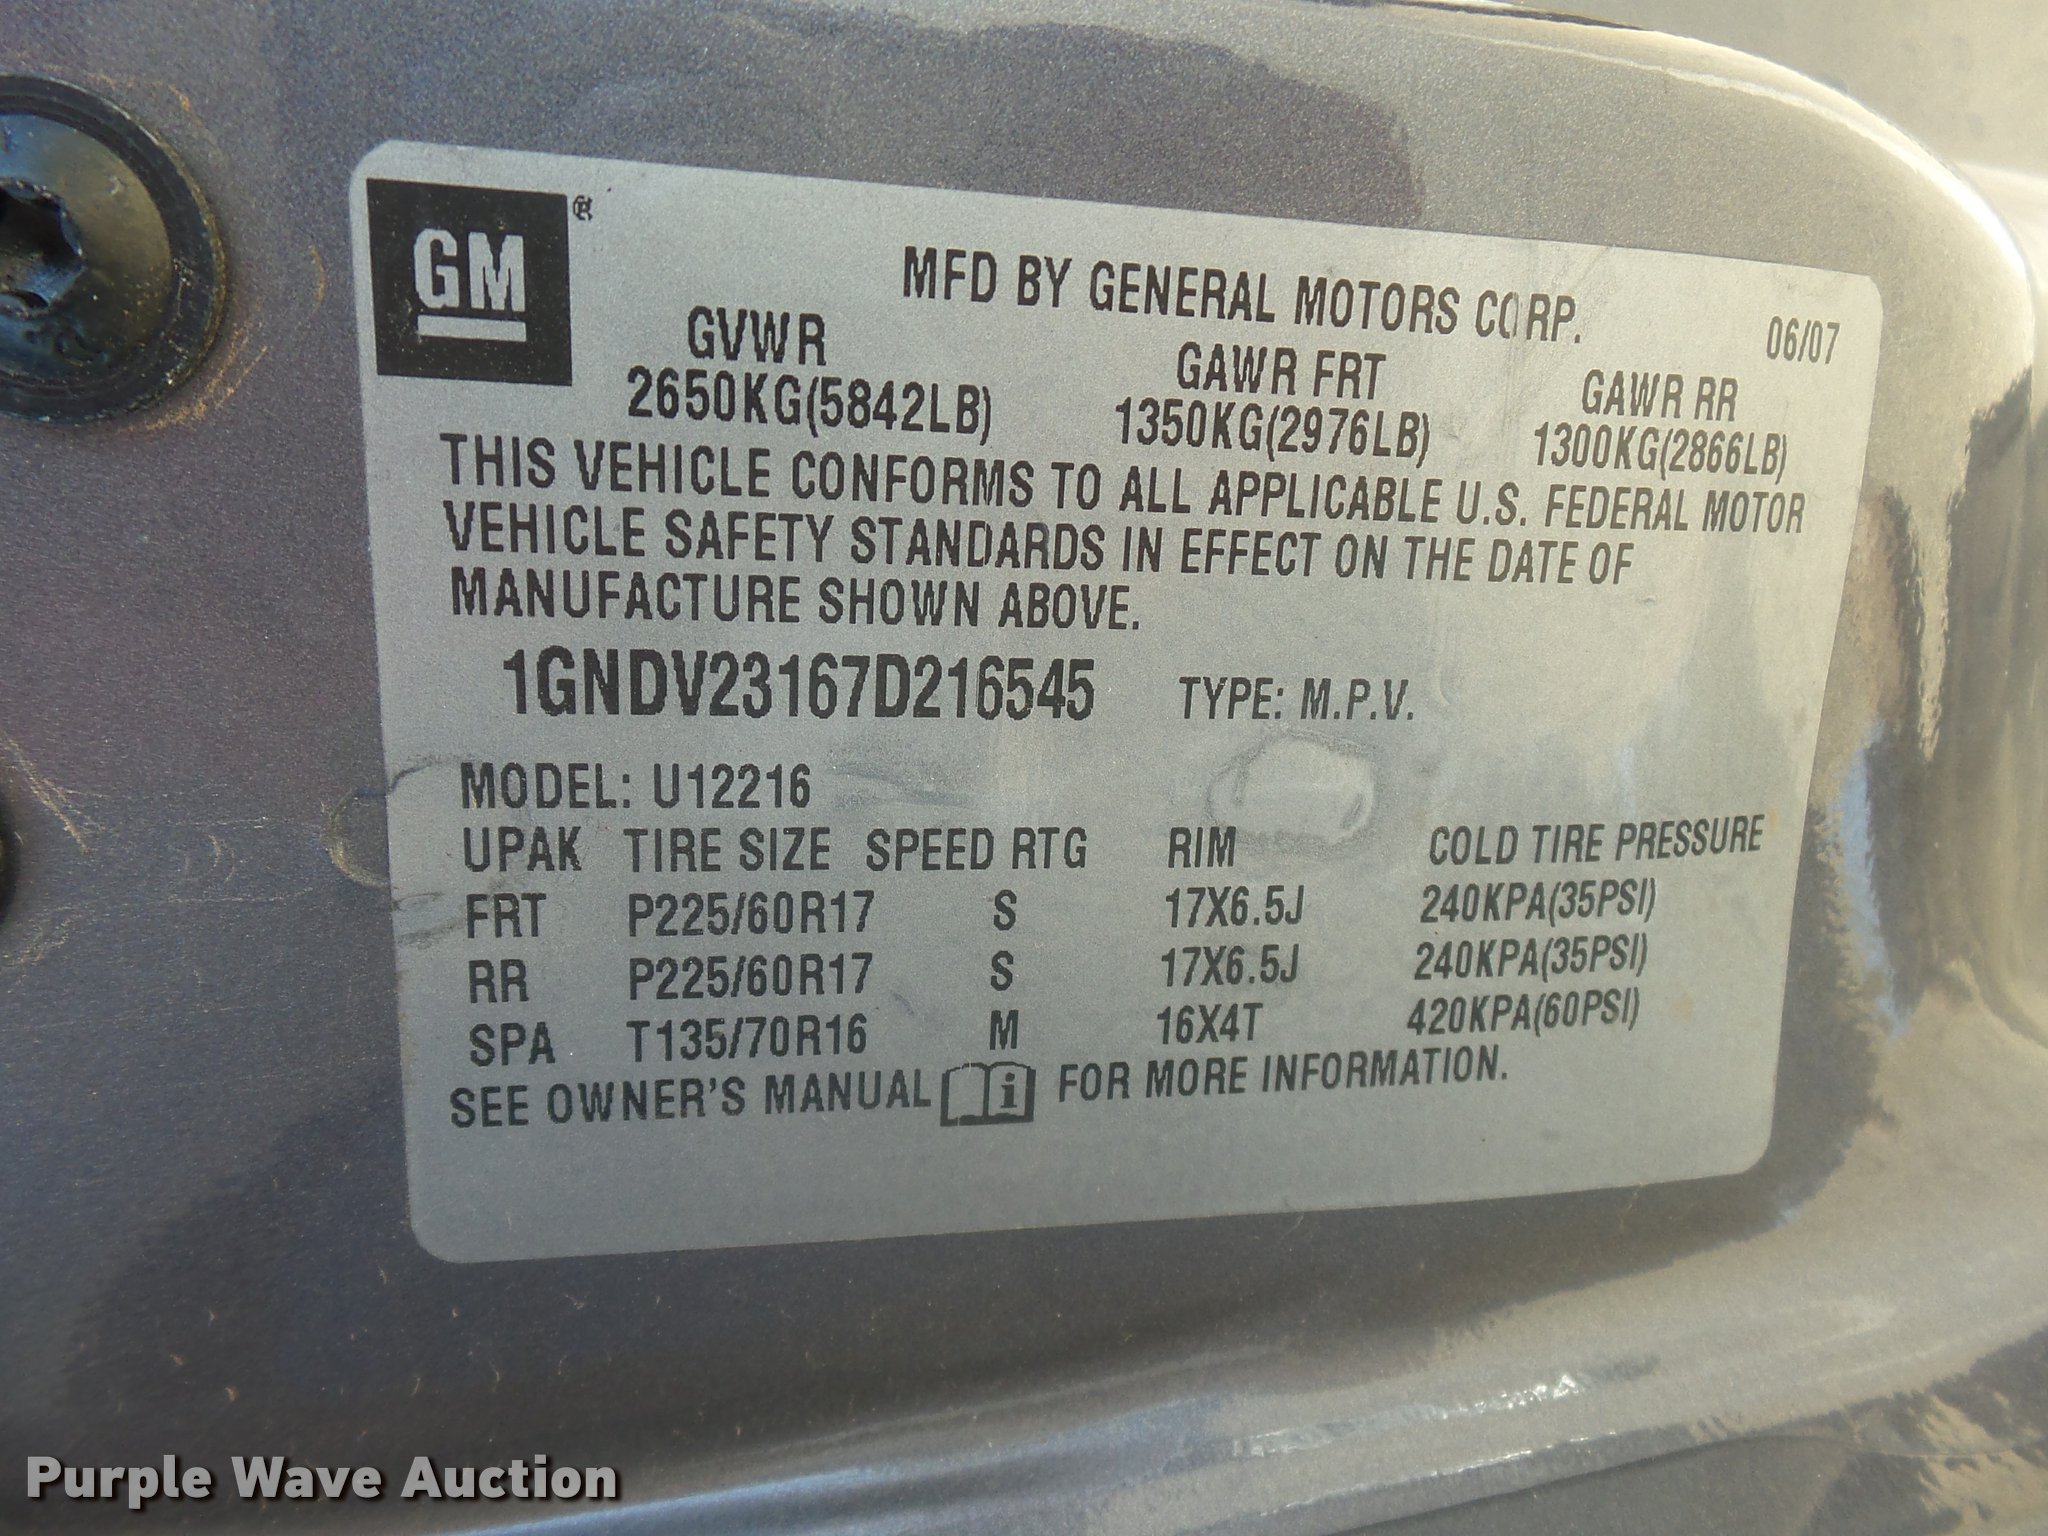 GM®
MFD BY GENERAL MOTORS CORP.
06/07
GVWR GAWR FRT GAWR RR
2650KG(5842LB) 1350KG(2976LB) 1300KG(2866LB)
THIS VEHICLE CONFORMS TO ALL APPLICABLE U.S. FEDERAL MOTOR
VEHICLE SAFETY STANDARDS IN EFFECT ON THE DATE OF
MANUFACTURE SHOWN ABOVE.
1GNDV23167D216545 TYPE: M.P.V.
MODEL: U12216
UPAK TIRE SIZE SPEED RTG RIM COLD TIRE PRESSURE
FRT P225/60R17 S 17X6.5J 240KPA(35PSI)
RR P225/60R17 S 17X6.5J 240KPA(35PSI)
SPA T135/70R16 M 16X4T 420KPA(60PSI)
SEE OWNER'S MANUAL i FOR MORE INFORMATION.
Purple Wave Auction